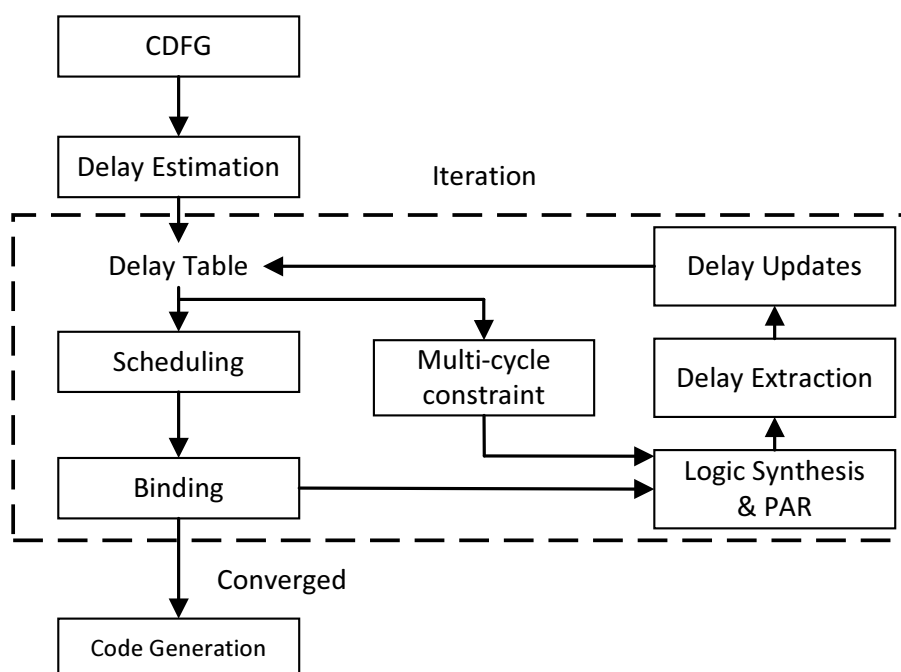 CDFG
Delay Estimation
Iteration
Delay Table
Delay Updates
Scheduling
Multi-cycle
constraint
Delay Extraction
Binding
Logic Synthesis
& PAR
Converged
Code Generation